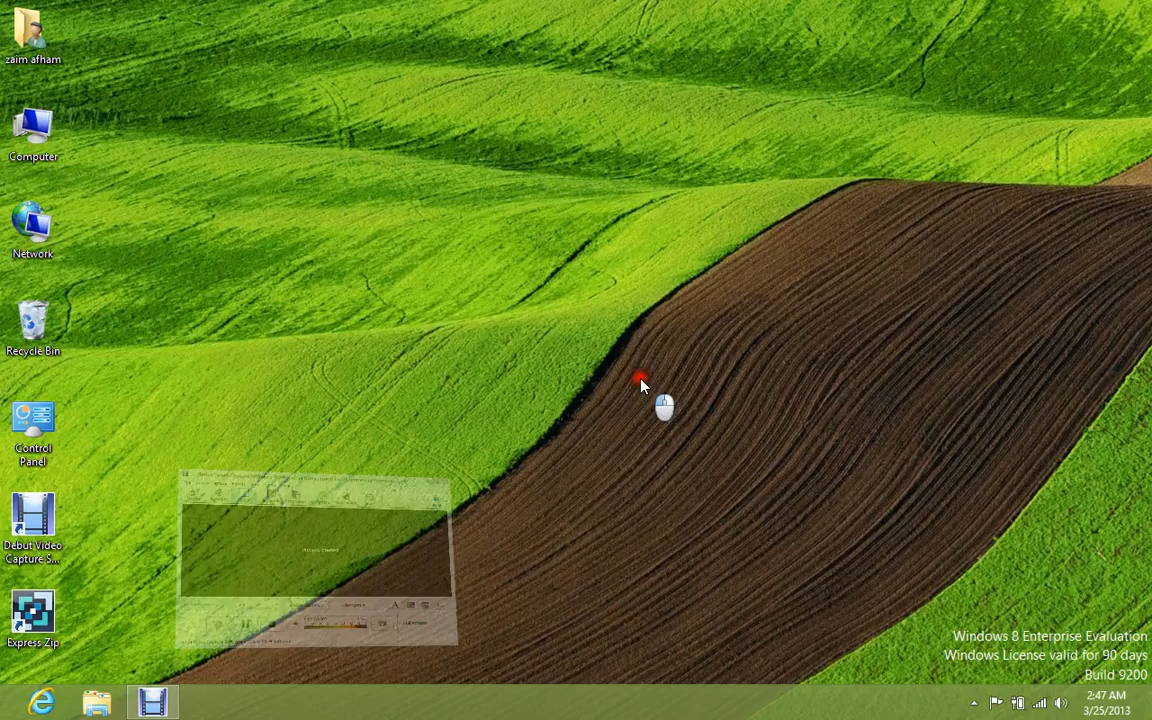 zaim afham
Computer
Network
Recycle Bin
Control
Panel
Debut Video
Capture S...
Express Zip
Windows 8 Enterprise Evaluation
Windows License valid for 90 days
Build 9200
2:47 AM
3/25/2013